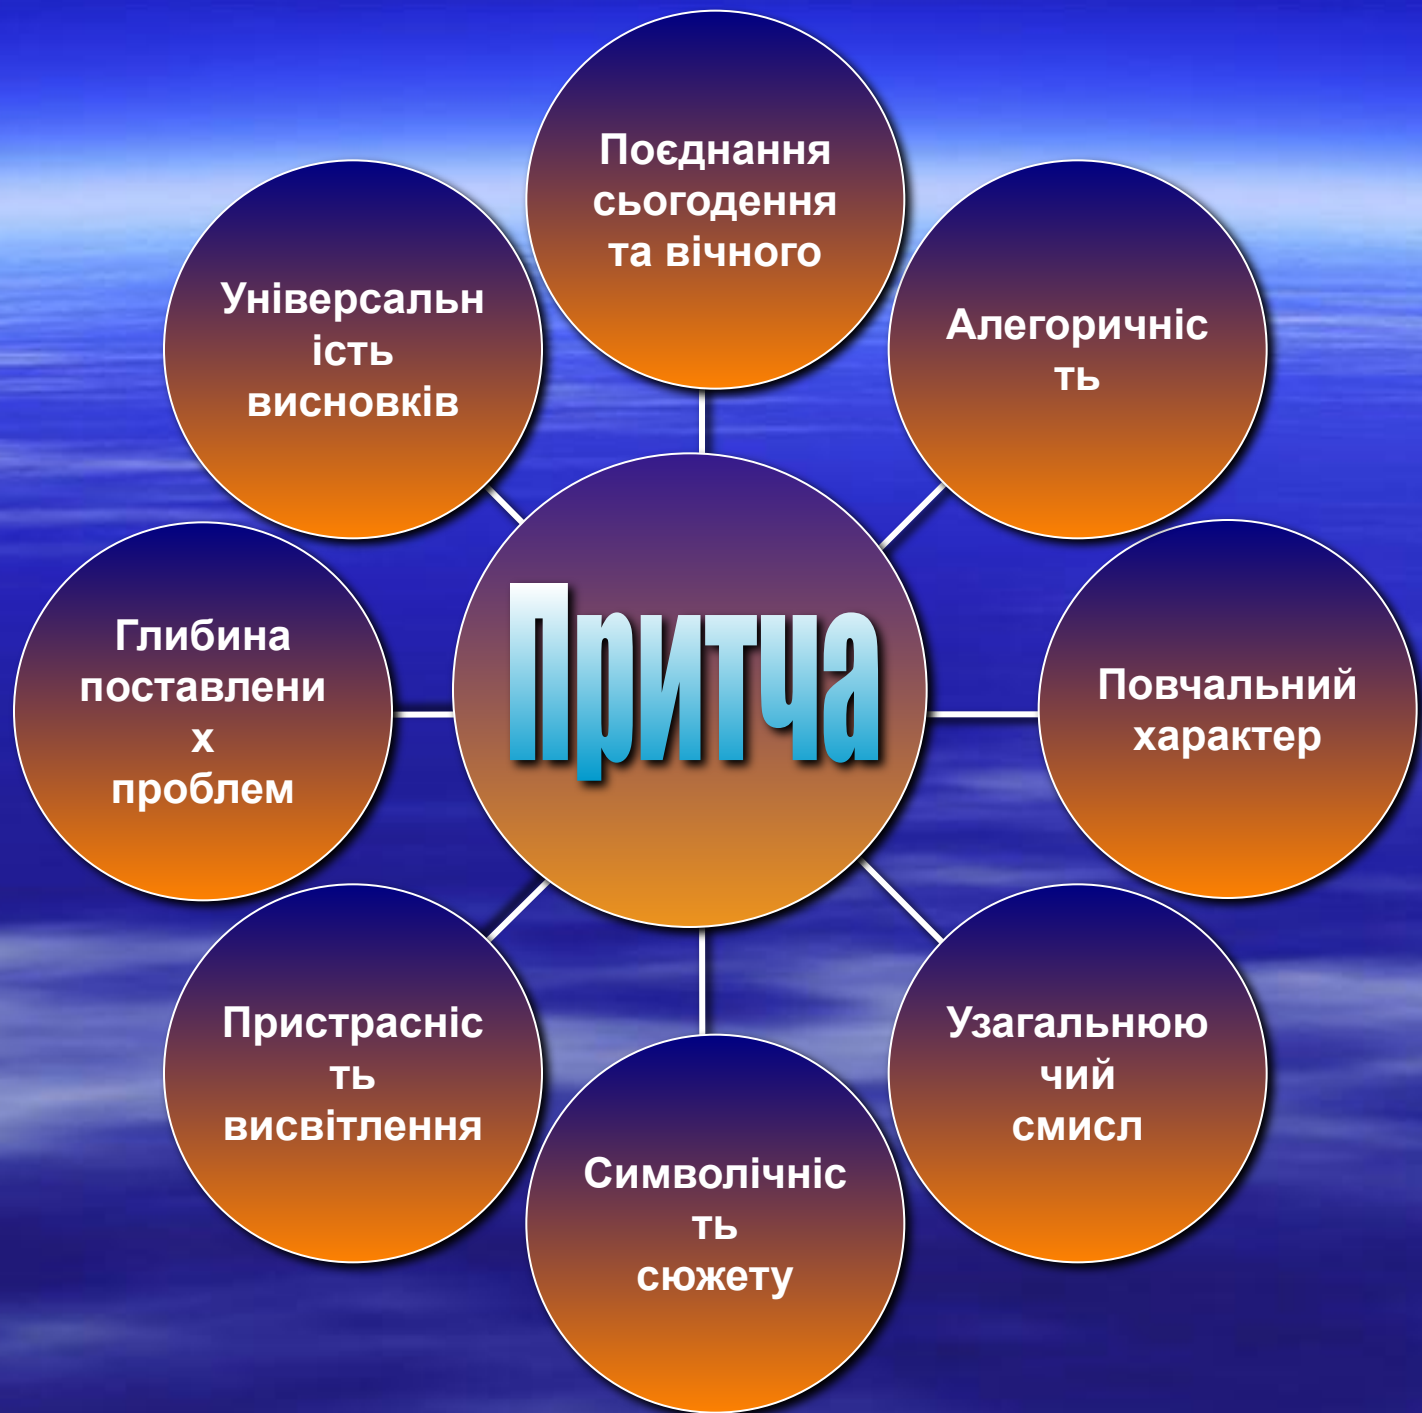 Поєднання
сьогодення
та вічного
Універсальн
ість
висновків
Алегоричніс
ть
Глибина
поставлени
х
проблем
Притча
Повчальний
характер
Пристрасніс
ть
висвітлення
Узагальнюю
чий
смисл
Символічніс
ть
сюжету